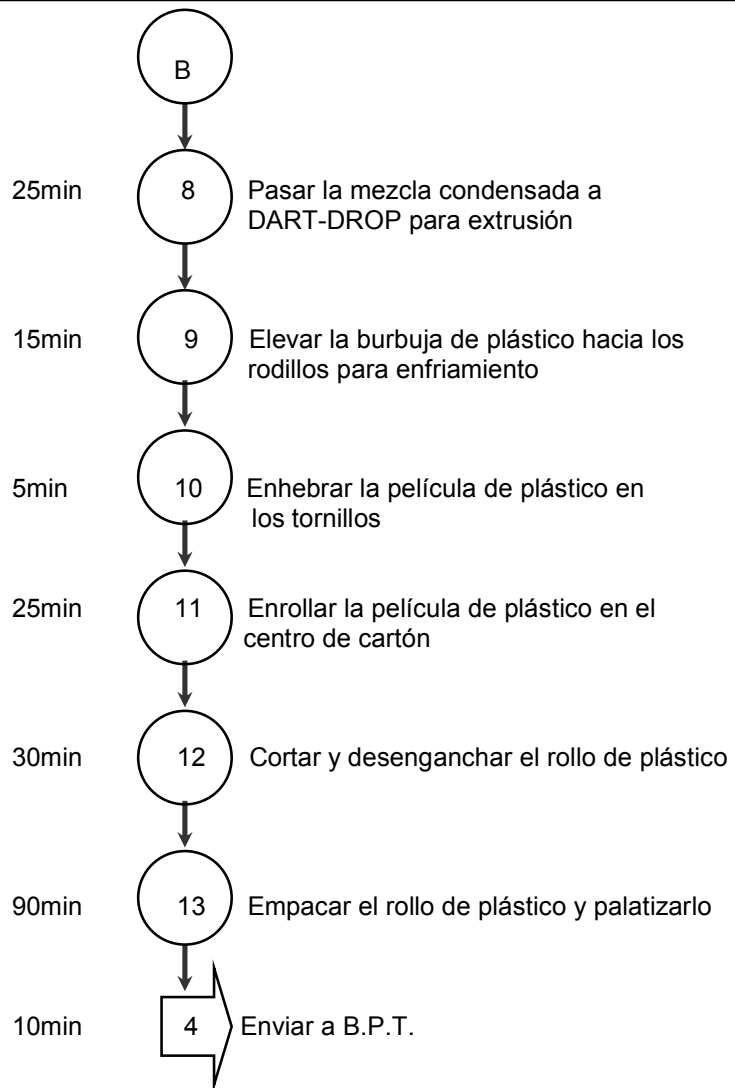 B
25min 8 Pasar la mezcla condensada a
DART-DROP para extrusión
15min 9 Elevar la burbuja de plástico hacia los
rodillos para enfriamiento
5min 10 Enhebrar la película de plástico en
los tornillos
25min 11 Enrollar la película de plástico en el
centro de cartón
30min 12 Cortar y desenganchar el rollo de plástico
90min 13 Empacar el rollo de plástico y palatizarlo
10min 4 Enviar a B.P.T.